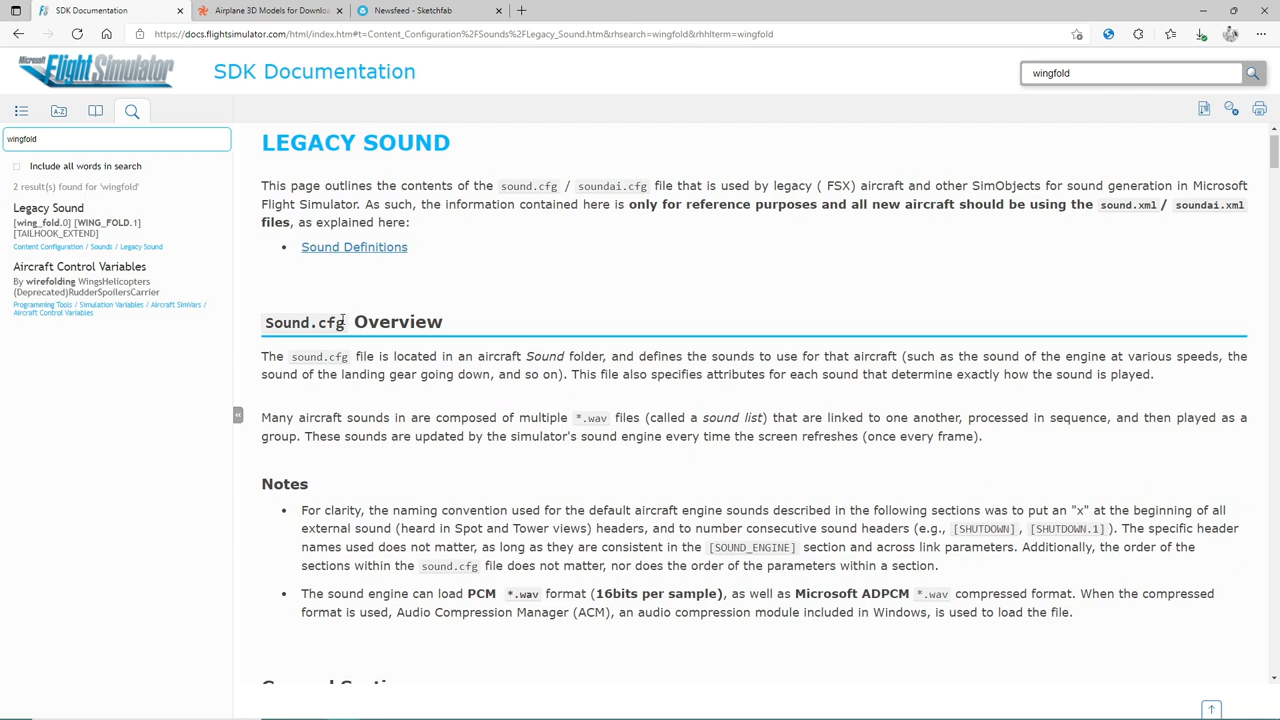 SDK Documentation
Airplane 3D Models for Downloa
Newsfeed - Sketchfab
https://docs.flightsimulator.com/html/index.htm#t=Content_Configuration%2FSounds%2FLegacy_Sound.htm&rhsearch=wingfold&rhhlterm=wingfold
Microsoft Flight Simulator
SDK Documentation
wingfold
A-Z
wingfold
Include all words in search
2 result(s) found for 'wingfold'
Legacy Sound
[wing_fold.0] [WING_FOLD.1]
[TAILHOOK_EXTEND]
Content Configuration / Sounds / Legacy Sound
Aircraft Control Variables
By wirefolding WingsHelicopters
(Deprecated)RudderSpoilersCarrier
Programming Tools / Simulation Variables / Aircraft SimVars /
Aircraft Control Variables
LEGACY SOUND
This page outlines the contents of the sound.cfg / soundai.cfg file that is used by legacy ( FSX) aircraft and other SimObjects for sound generation in Microsoft
Flight Simulator. As such, the information contained here is only for reference purposes and all new aircraft should be using the sound.xml / soundai.xml
files, as explained here:
• Sound Definitions
Sound.cfg Overview
The sound.cfg file is located in an aircraft Sound folder, and defines the sounds to use for that aircraft (such as the sound of the engine at various speeds, the
sound of the landing gear going down, and so on). This file also specifies attributes for each sound that determine exactly how the sound is played.
Many aircraft sounds in are composed of multiple *.wav files (called a sound list) that are linked to one another, processed in sequence, and then played as a
group. These sounds are updated by the simulator's sound engine every time the screen refreshes (once every frame).
Notes
• For clarity, the naming convention used for the default aircraft engine sounds described in the following sections was to put an "x" at the beginning of all
external sound (heard in Spot and Tower views) headers, and to number consecutive sound headers (e.g., [SHUTDOWN], [SHUTDOWN.1]). The specific header
names used does not matter, as long as they are consistent in the [SOUND_ENGINE] section and across link parameters. Additionally, the order of the
sections within the sound.cfg file does not matter, nor does the order of the parameters within a section.
• The sound engine can load PCM *.wav format (16bits per sample), as well as Microsoft ADPCM *.wav compressed format. When the compressed
format is used, Audio Compression Manager (ACM), an audio compression module included in Windows, is used to load the file.